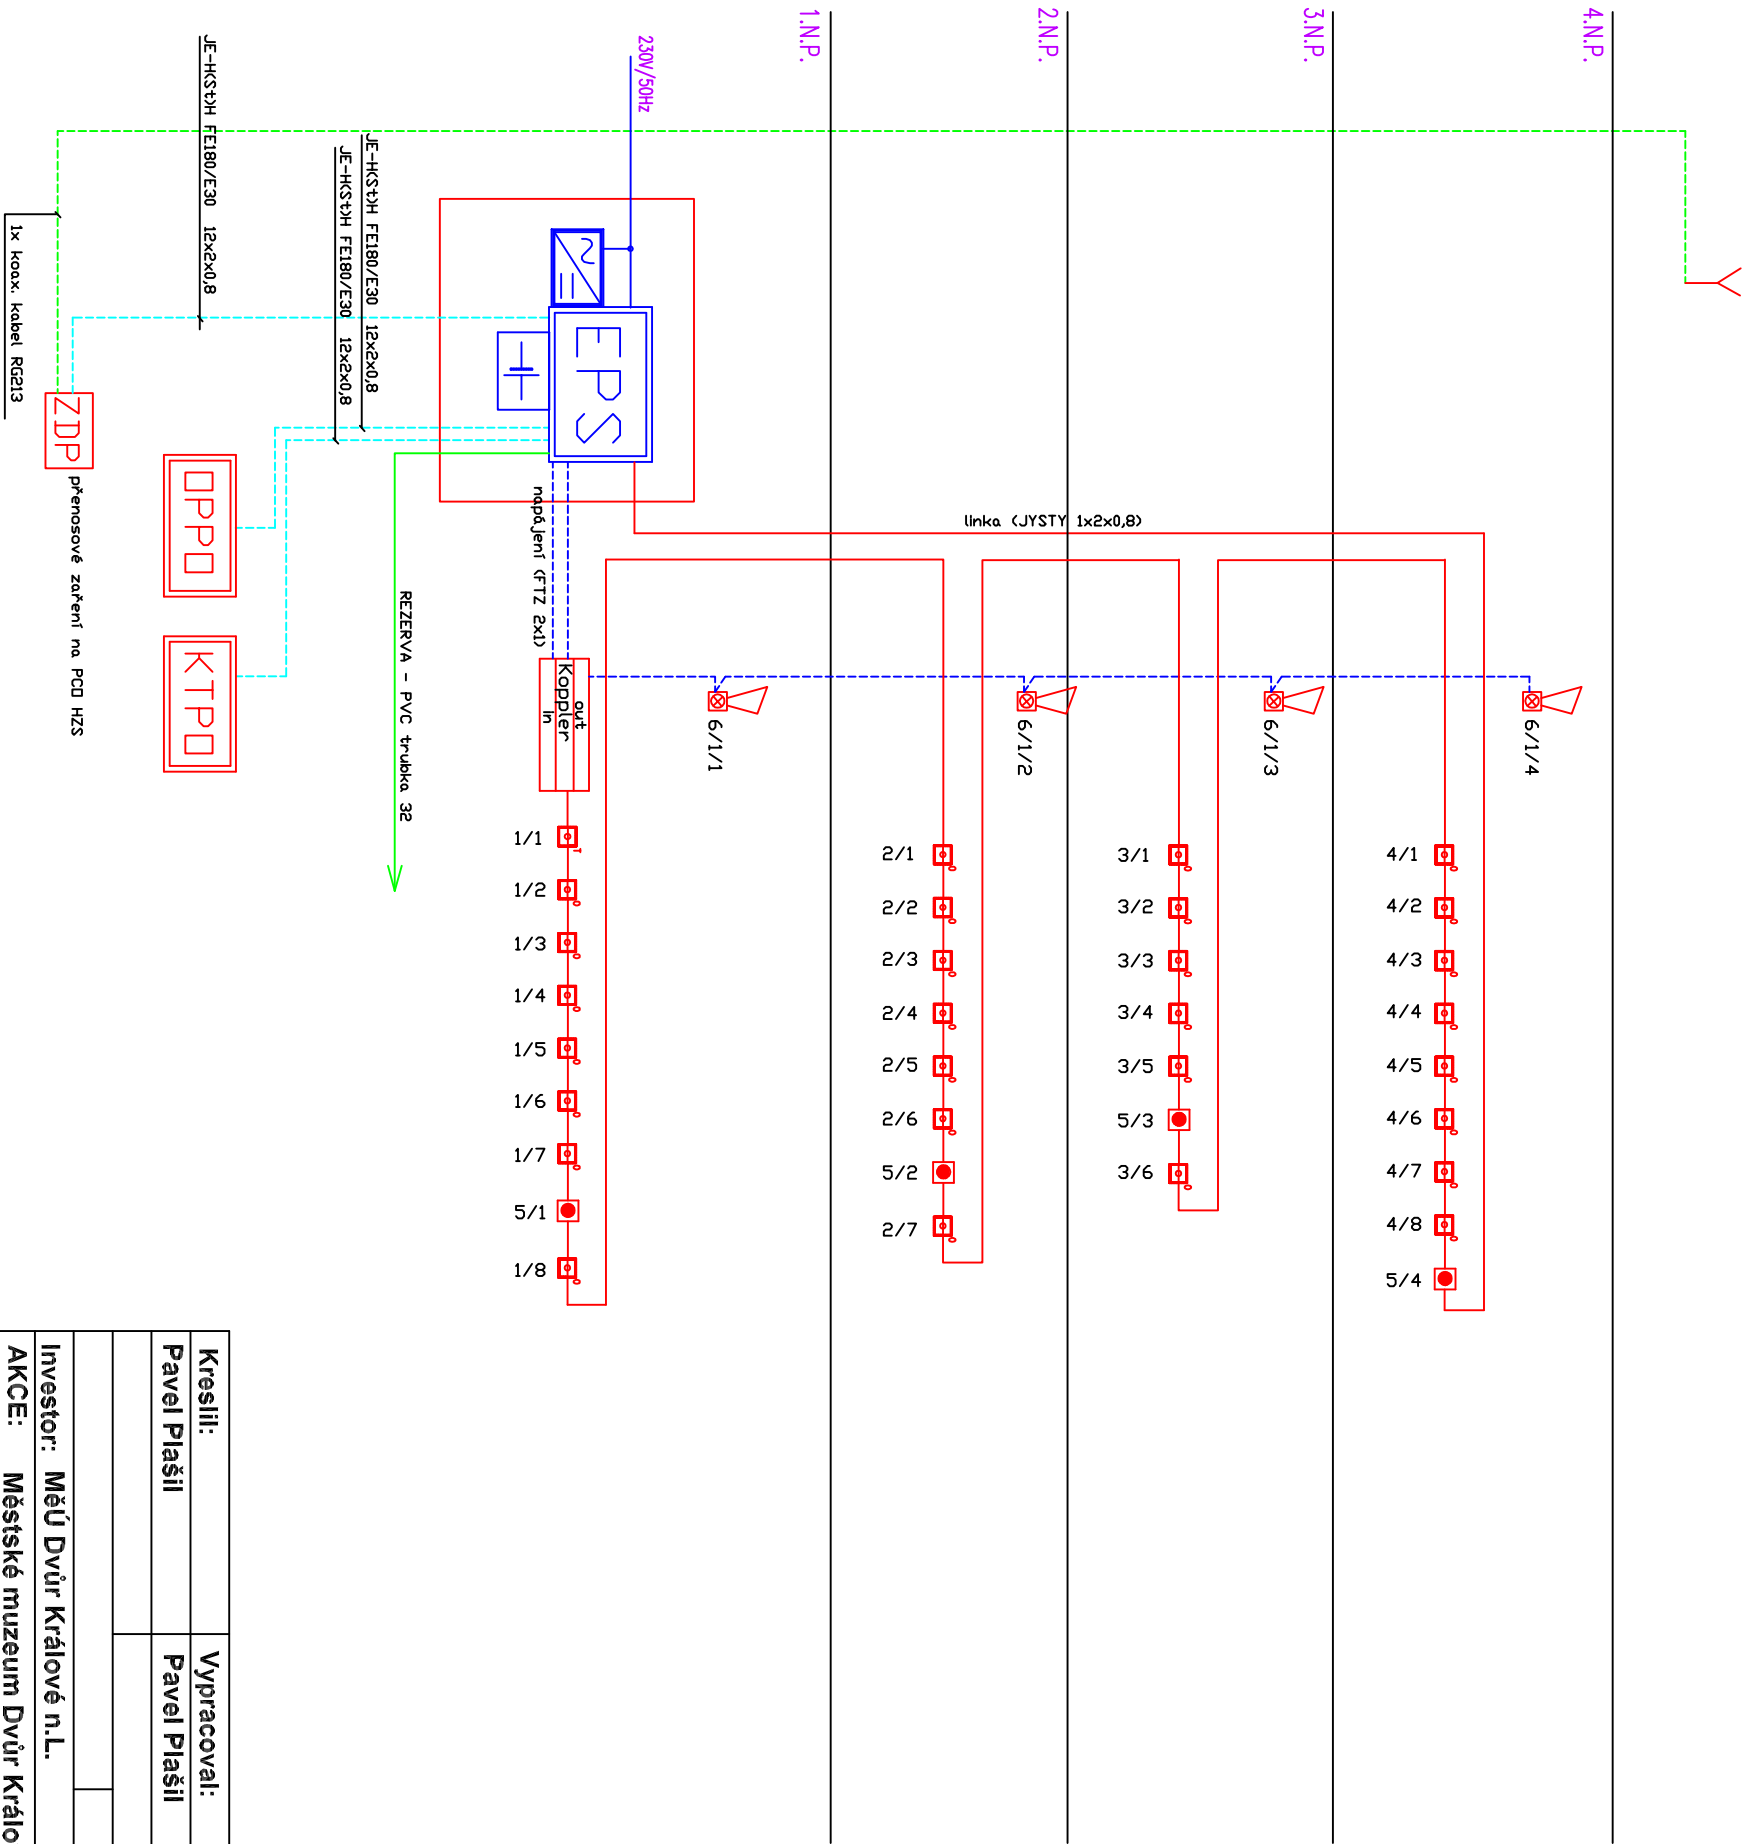 4.N.P.
3.N.P.
2.N.P.
1.N.P.
230V/50Hz
JE-H(St)H FE180/E30 12x2x0,8
JE-H(St)H FE180/E30 12x2x0,8
JE-H(St)H FE180/E30 12x2x0,8
1x koax. kabel RG213
EPS
ZDP
přenosové zaření na PCO HZS
OPPO
KTPO
REZERVA - PVC trubka 32
napájení (FTZ 2x1)
linka (JYSTY 1x2x0,8)
out
Koppler
in
6/1/1
6/1/2
6/1/3
6/1/4
1/1
T
1/2
1/3
1/4
1/5
1/6
1/7
5/1
1/8
2/1
2/2
2/3
2/4
2/5
2/6
5/2
2/7
3/1
3/2
3/3
3/4
3/5
5/3
3/6
4/1
4/2
4/3
4/4
4/5
4/6
4/7
4/8
5/4
Kreslil:
Vypracoval:
Pavel Plašil
Pavel Plašil
Investor: MěÚ Dvůr Králové n.L.
AKCE: Městské muzeum Dvůr Králo